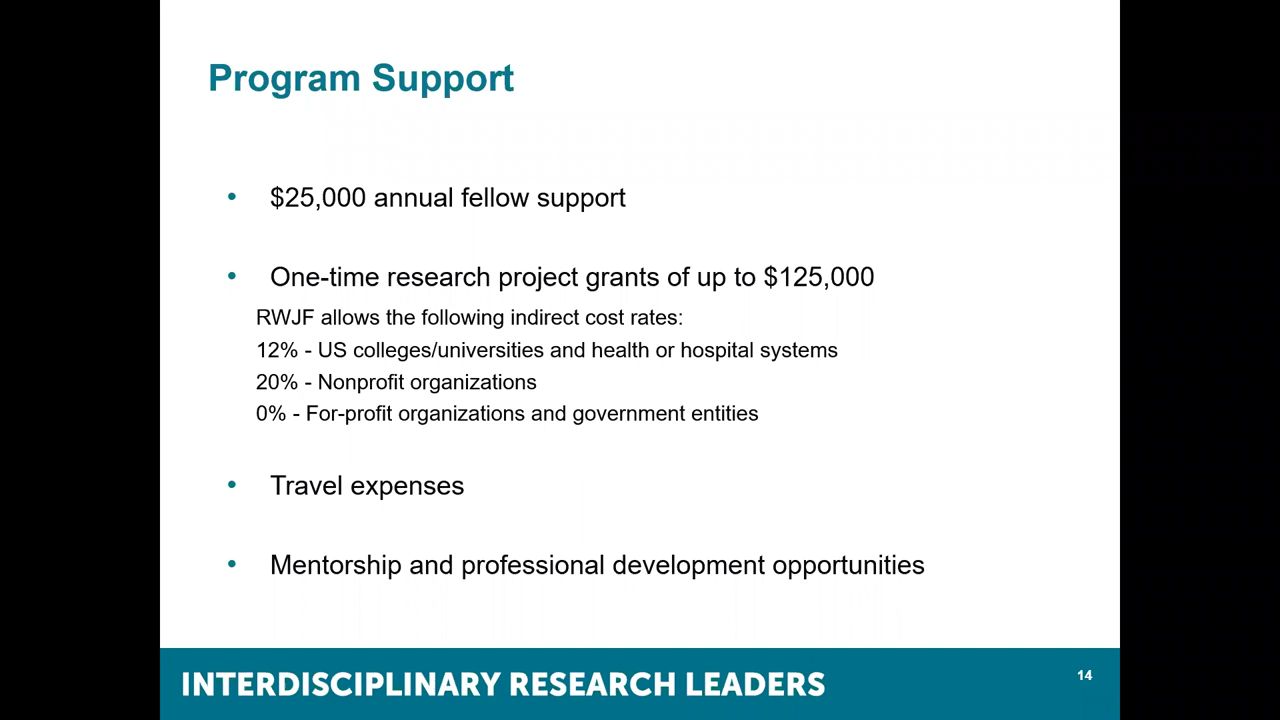 Program Support
• $25,000 annual fellow support
• One-time research project grants of up to $125,000
RWJF allows the following indirect cost rates:
12% - US colleges/universities and health or hospital systems
20% - Nonprofit organizations
0% - For-profit organizations and government entities
• Travel expenses
• Mentorship and professional development opportunities
INTERDISCIPLINARY RESEARCH LEADERS
14